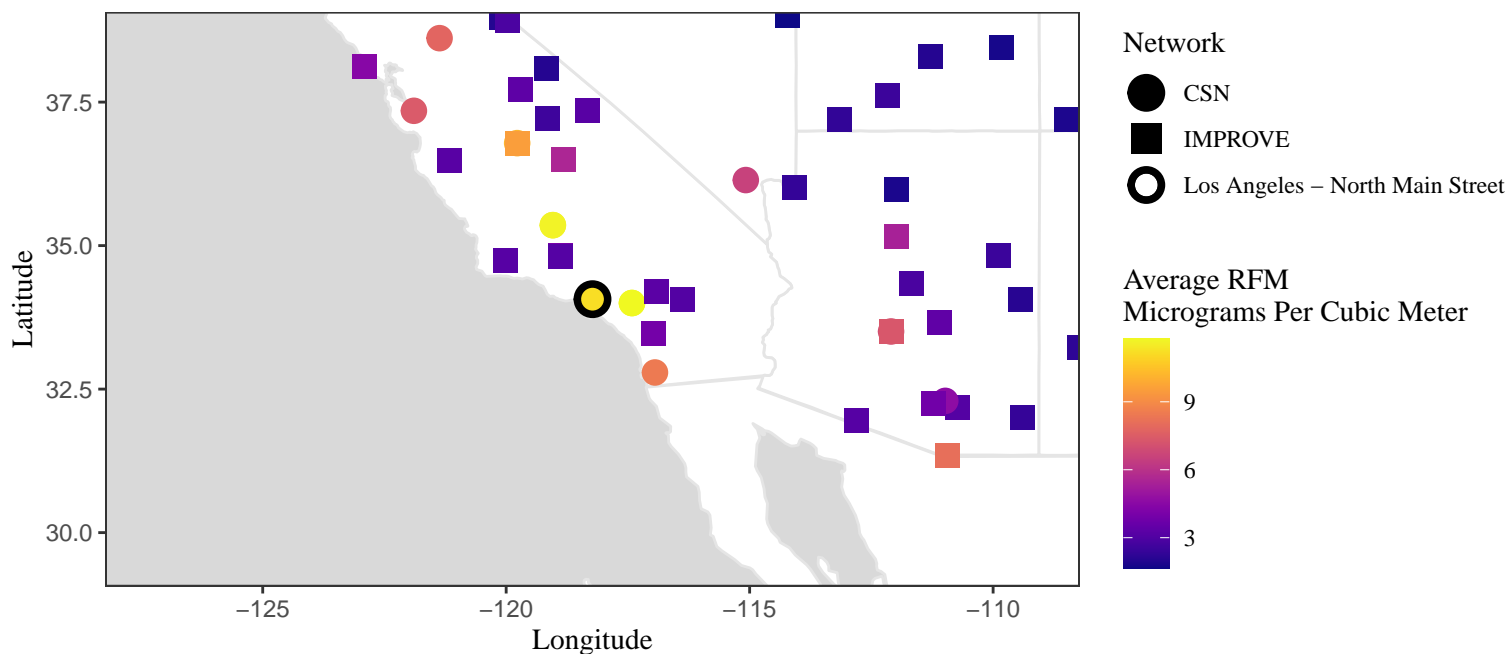 37.5
35.0
32.5
30.0
Latitude
−125
−120
−115
−110
Longitude
Network
CSN
IMPROVE
Los Angeles − North Main Street
Average RFM
Micrograms Per Cubic Meter
9
6
3